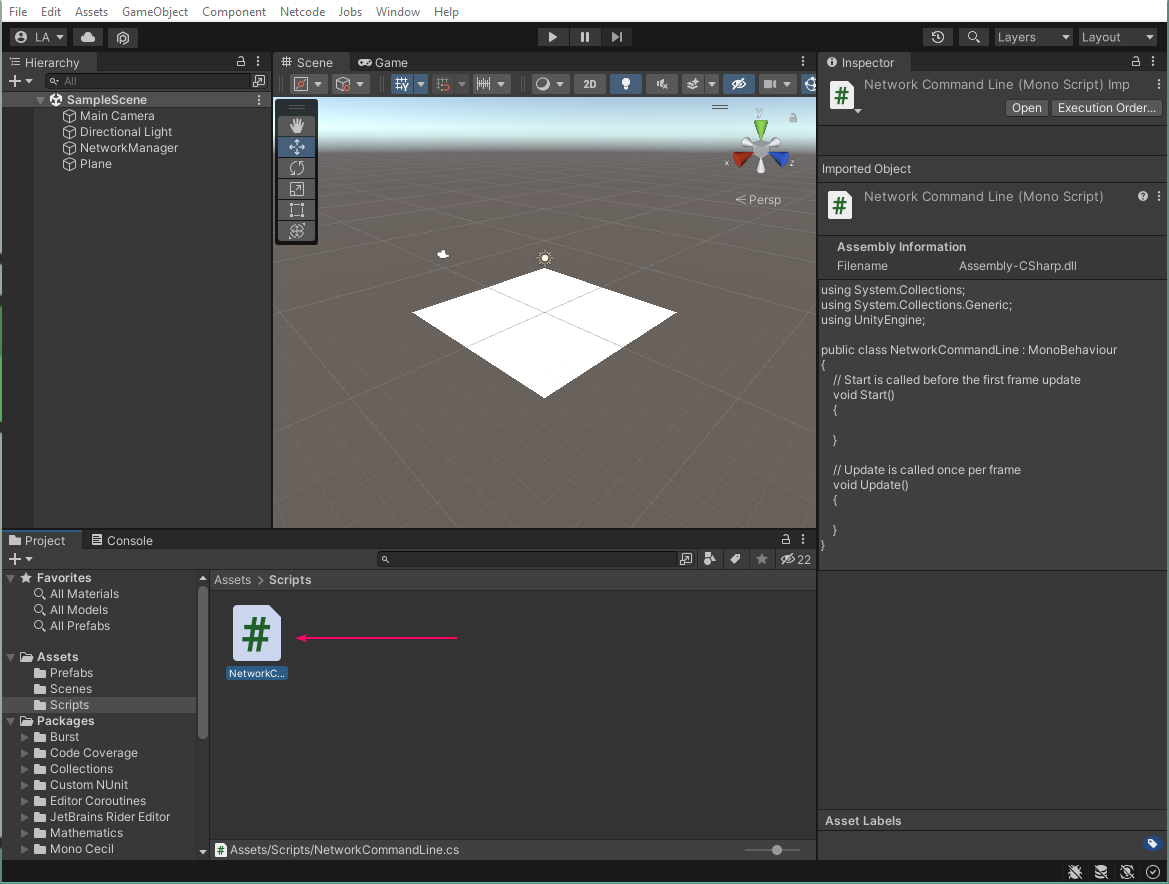 File Edit Assets GameObject Component Netcode Jobs Window Help
LA
Layers
Layout
Hierarchy
All
SampleScene
Main Camera
Directional Light
NetworkManager
Plane
Scene
Game
2D
y
x
z
Persp
Inspector
Network Command Line (Mono Script) Imp
Open
Execution Order...
Imported Object
#
Network Command Line (Mono Script)
Assembly Information
Filename Assembly-CSharp.dll
using System.Collections;
using System.Collections.Generic;
using UnityEngine;
public class NetworkCommandLine : MonoBehaviour
{
// Start is called before the first frame update
void Start()
{
}
// Update is called once per frame
void Update()
{
}
}
Asset Labels
Project
Console
22
Favorites
All Materials
All Models
All Prefabs
Assets
Prefabs
Scenes
Scripts
Packages
Burst
Code Coverage
Collections
Custom NUnit
Editor Coroutines
JetBrains Rider Editor
Mathematics
Mono Cecil
Assets > Scripts
#
NetworkC...
Assets/Scripts/NetworkCommandLine.cs